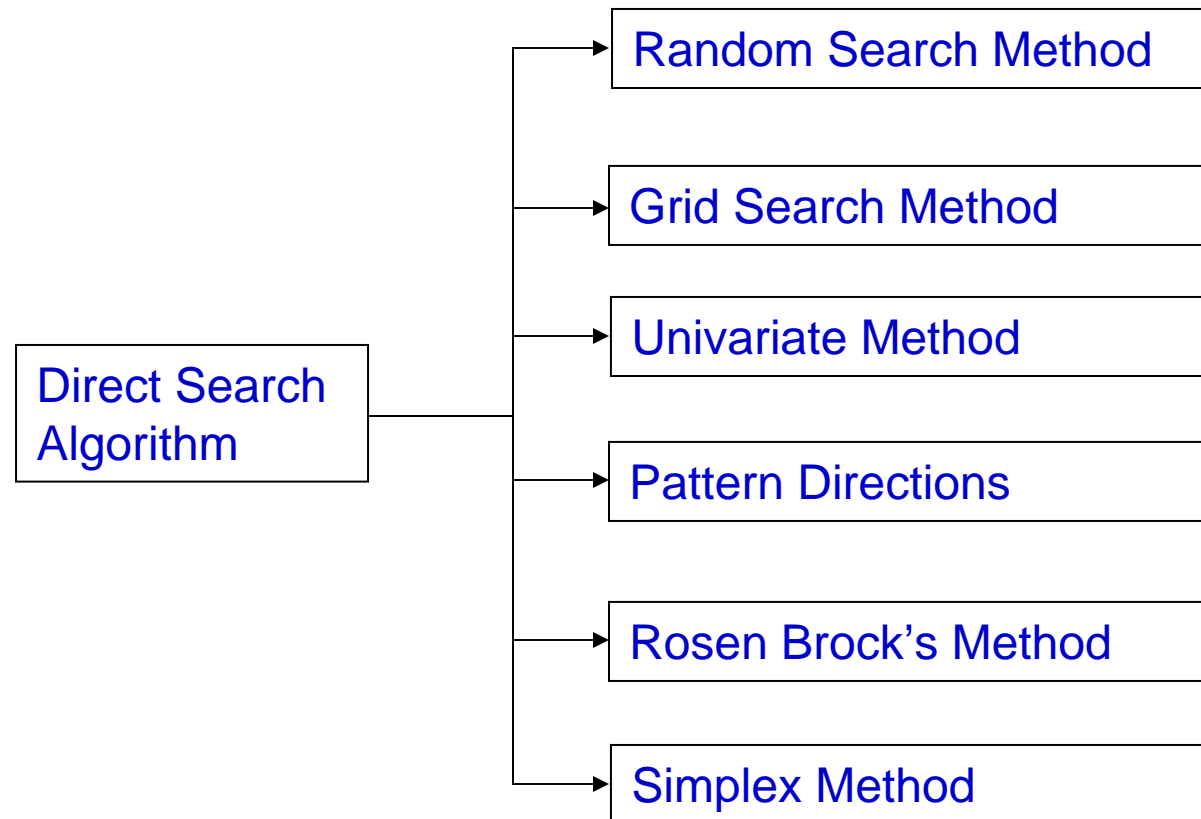 Random Search Method
Grid Search Method
Univariate Method
Direct Search
Algorithm
Pattern Directions
Rosen Brock’s Method
Simplex Method